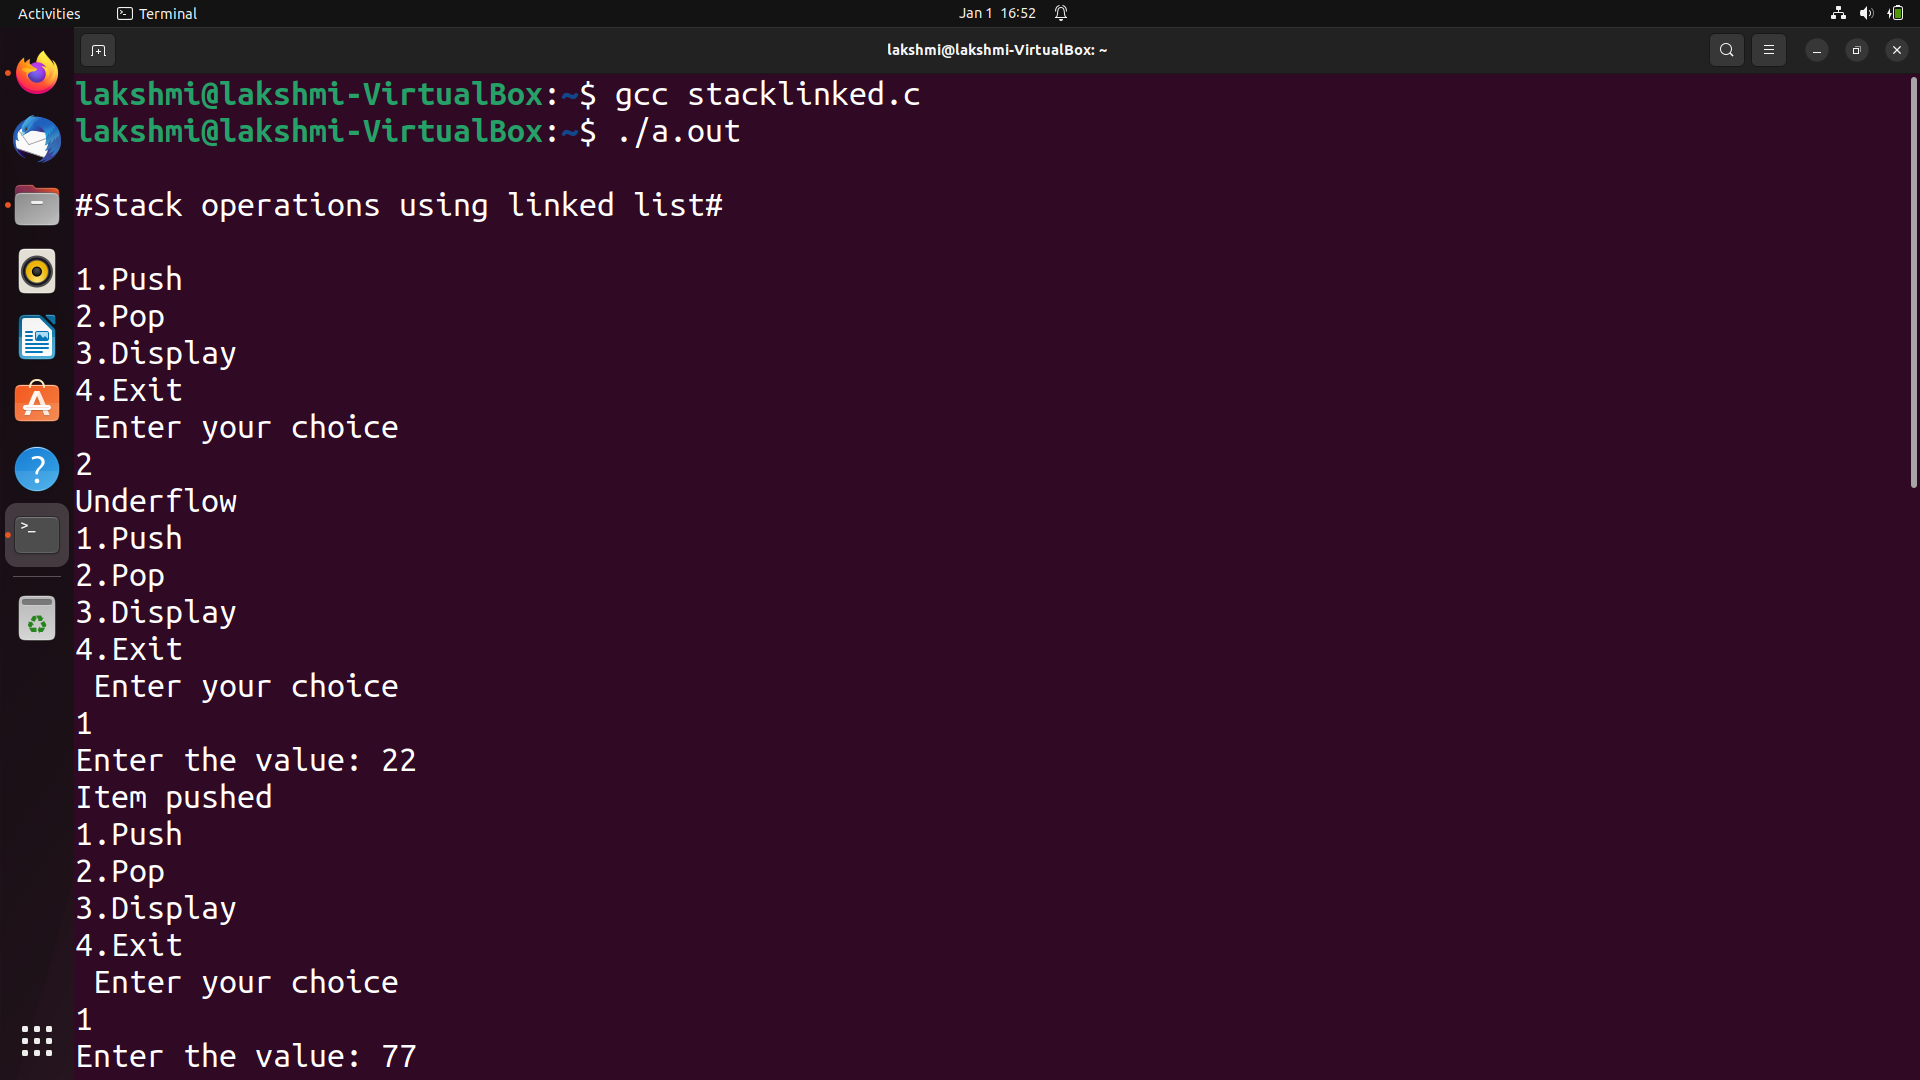 Activities Terminal Jan 1 16:52
lakshmi@lakshmi-VirtualBox: ~
lakshmi@lakshmi-VirtualBox:~$ gcc stacklinked.c
lakshmi@lakshmi-VirtualBox:~$ ./a.out
#Stack operations using linked list#
1.Push
2.Pop
3.Display
4.Exit
Enter your choice
2
Underflow
1.Push
2.Pop
3.Display
4.Exit
Enter your choice
1
Enter the value: 22
Item pushed
1.Push
2.Pop
3.Display
4.Exit
Enter your choice
1
Enter the value: 77